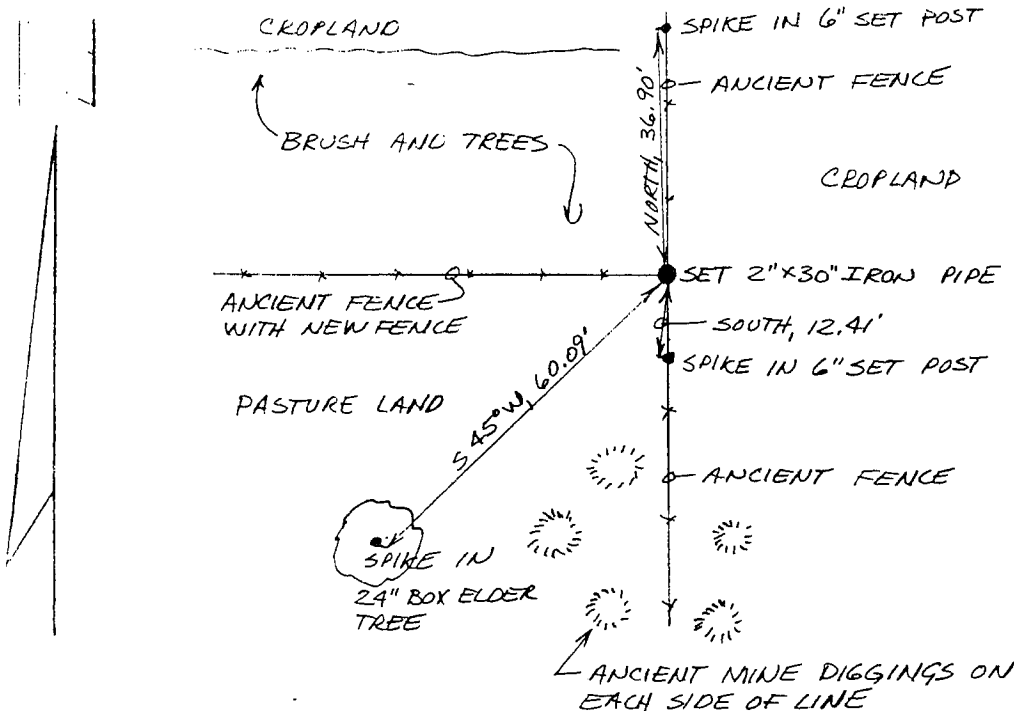 CROPLAND
SPIKE IN 6" SET POST
ANCIENT FENCE
NORTH, 36.90'
BRUSH AND TREES
CROPLAND
SET 2"X30" IRON PIPE
ANCIENT FENCE
WITH NEW FENCE
SOUTH, 12.41'
SPIKE IN 6" SET POST
S 45° W, 60.09'
PASTURE LAND
ANCIENT FENCE
SPIKE IN
24" BOX ELDER
TREE
ANCIENT MINE DIGGINGS ON
EACH SIDE OF LINE